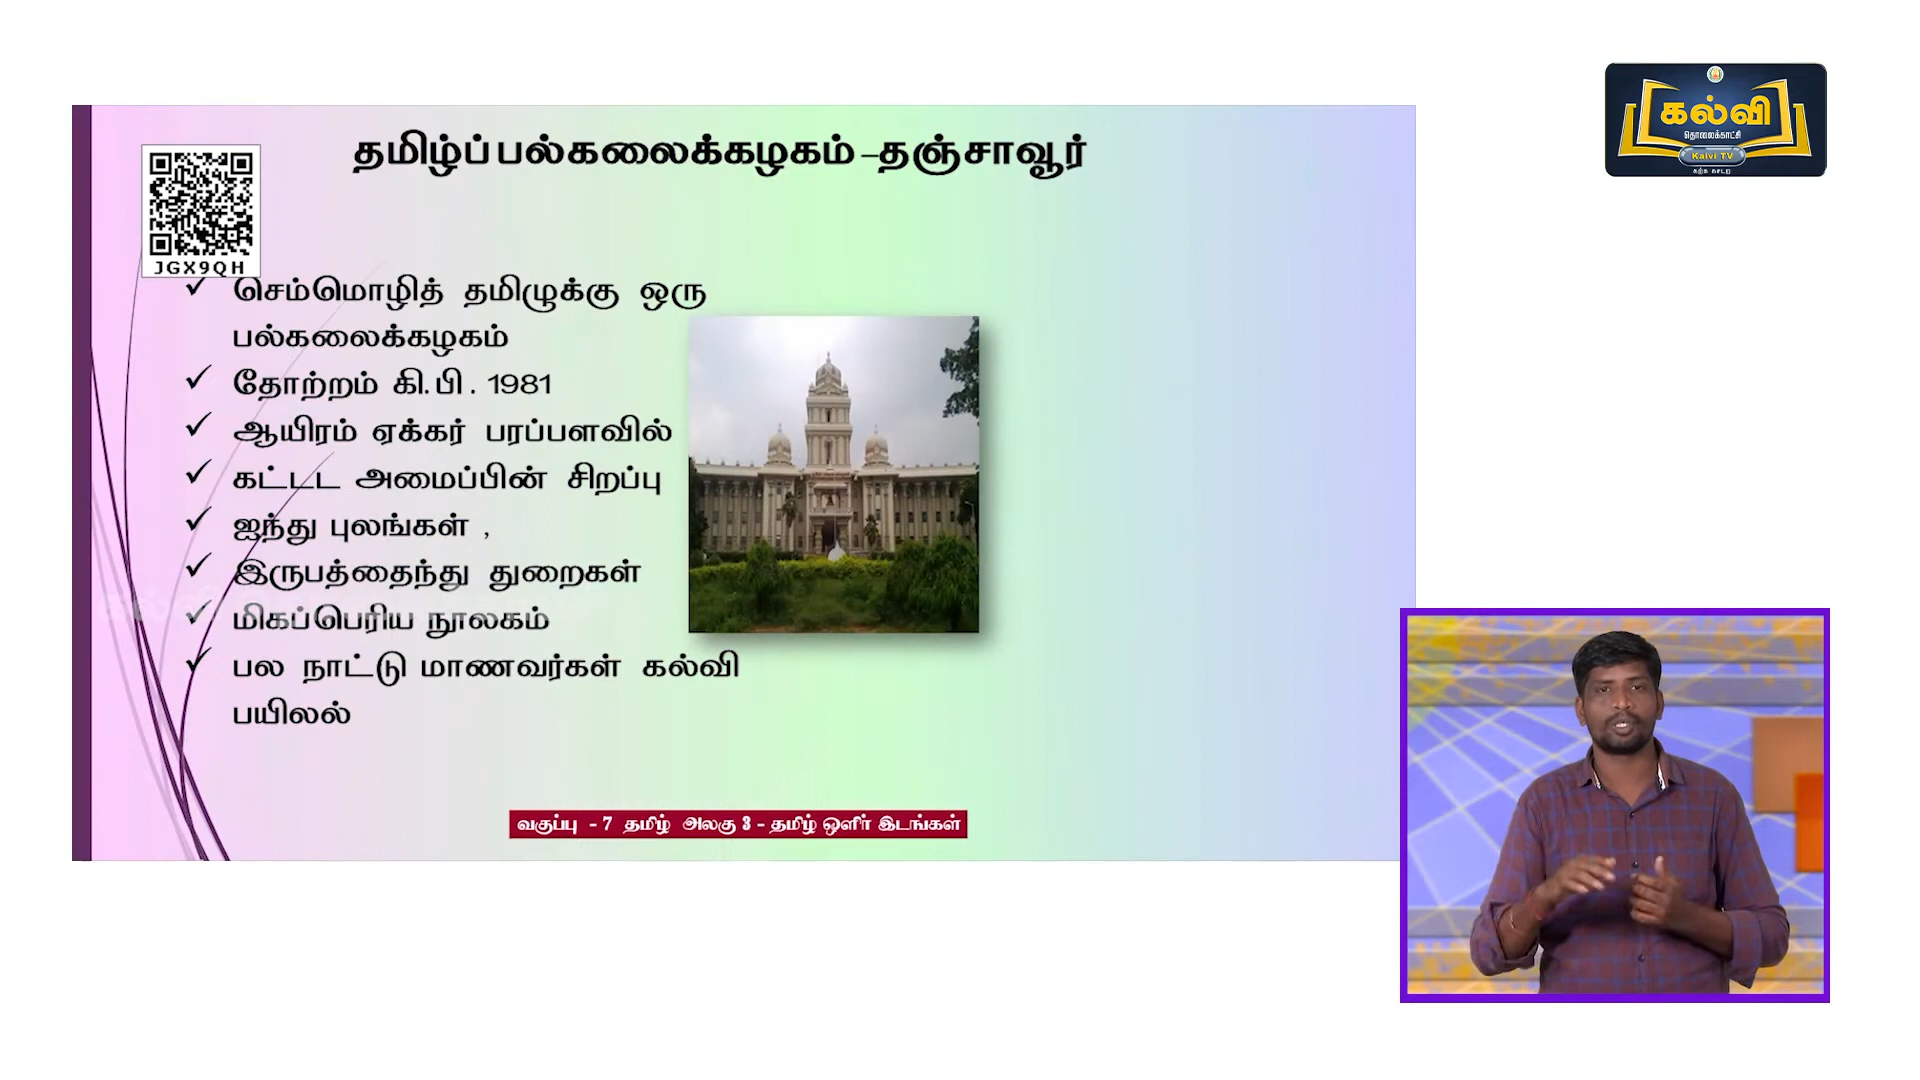 தமிழ்ப்பல்கலைக்கழகம் –தஞ்சாவூர்
JGX9QH
✓ செம்மொழித் தமிழுக்கு ஒரு
பல்கலைக்கழகம்
✓ தோற்றம் கி.பி. 1981
✓ ஆயிரம் ஏக்கர் பரப்பளவில்
✓ கட்டட அமைப்பின் சிறப்பு
✓ ஐந்து புலங்கள் ,
✓ இருபத்தைந்து துறைகள்
✓ மிகப்பெரிய நூலகம்
✓ பல நாட்டு மாணவர்கள் கல்வி
பயிலல்
வகுப்பு - 7 தமிழ் அலகு 3 - தமிழ் ஒளிர் இடங்கள்
கல்வி
தொலைக்காட்சி
Kalvi TV
கற்க கசடற